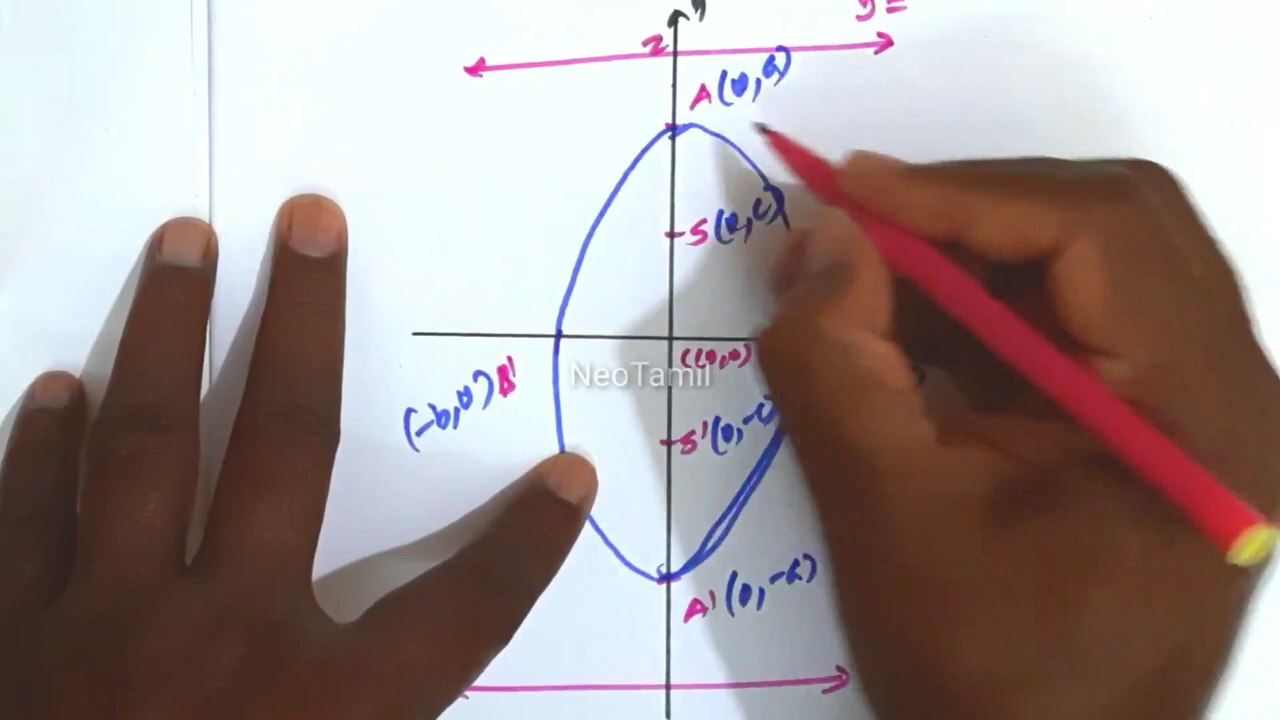 y
y =
Z
A(0,a)
S(0,c)
C(0,0)
NeoTamil
(-b,0) B'
S'(0,-c)
A'(0,-a)